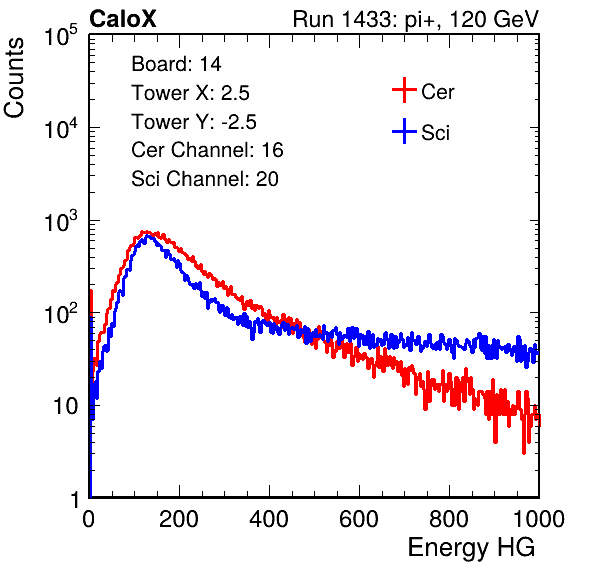 CaloX Run 1433: pi+, 120 GeV
Counts
10^5
10^4
10^3
10^2
10
1
Board: 14
Tower X: 2.5
Tower Y: -2.5
Cer Channel: 16
Sci Channel: 20
Cer
Sci
0 200 400 600 800 1000
Energy HG